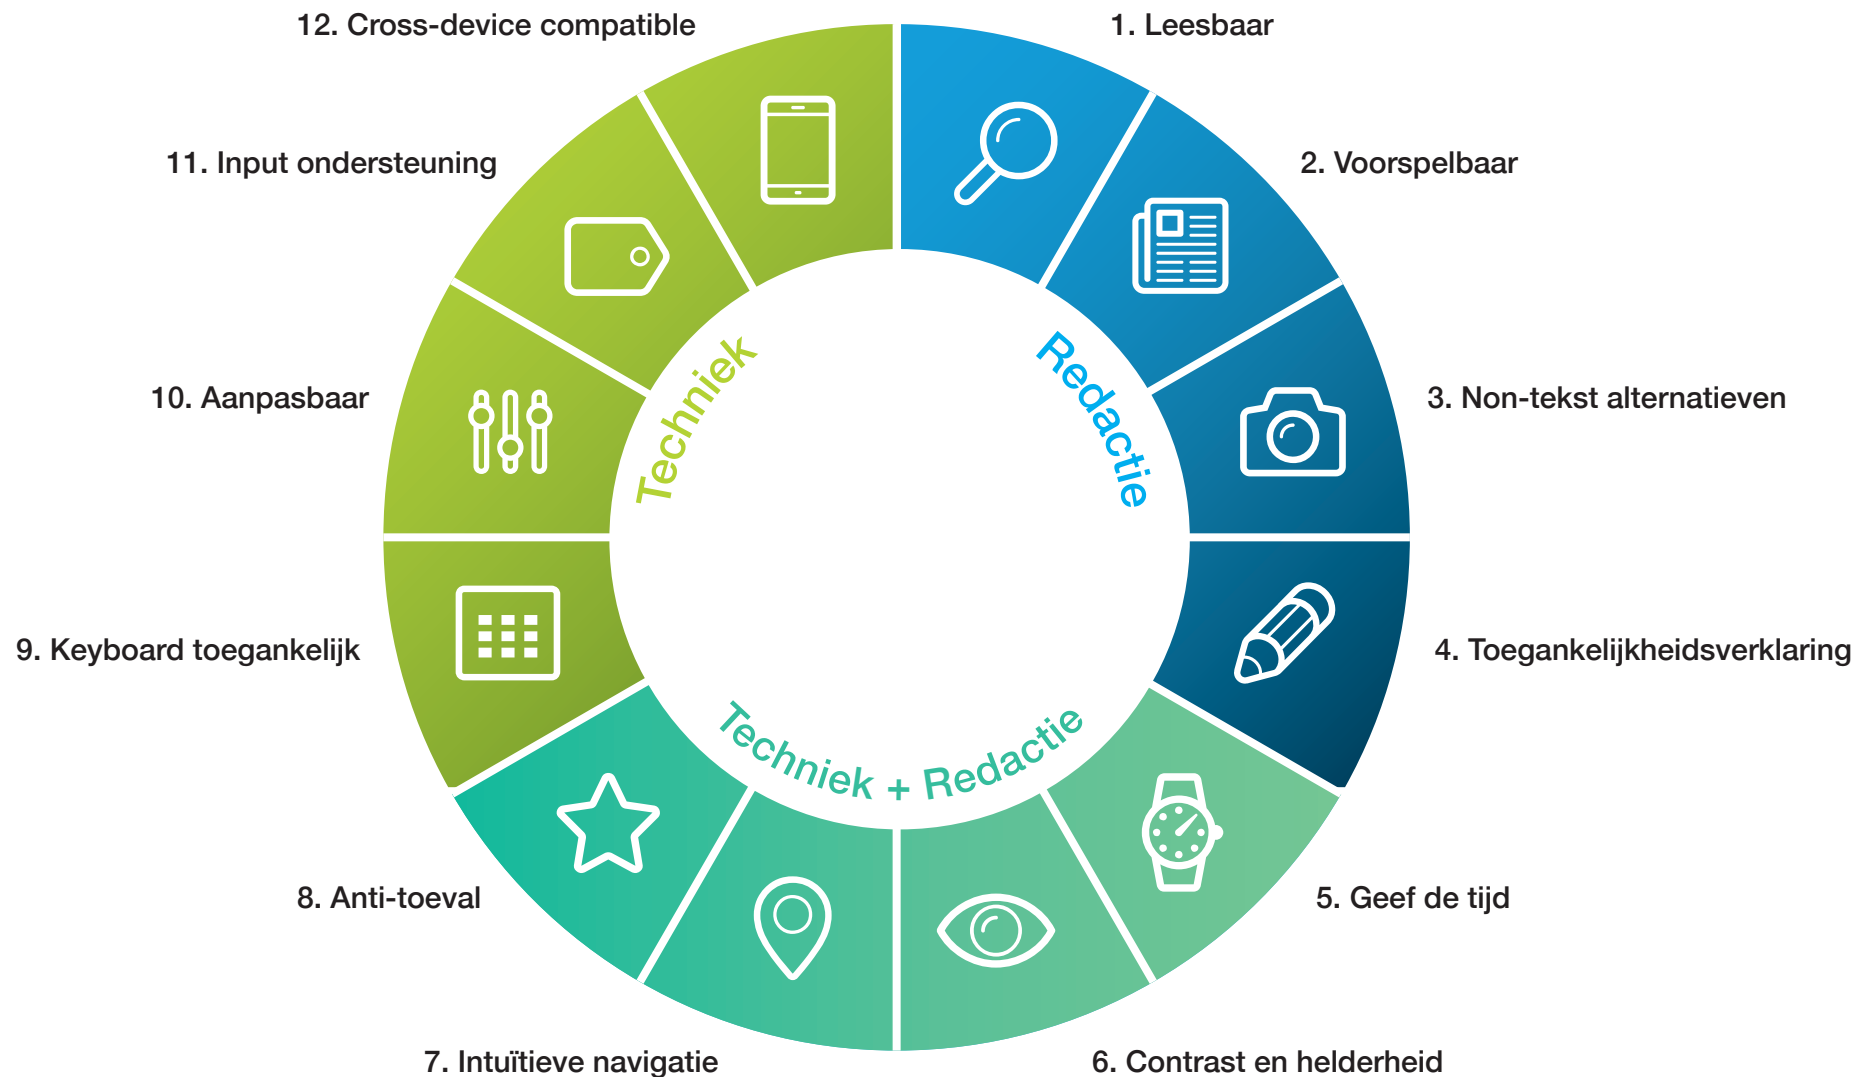 12. Cross-device compatible
1. Leesbaar
11. Input ondersteuning
2. Voorspelbaar
Techniek
Redactie
10. Aanpasbaar
3. Non-tekst alternatieven
9. Keyboard toegankelijk
4. Toegankelijkheidsverklaring
Techniek + Redactie
8. Anti-toeval
5. Geef de tijd
7. Intuïtieve navigatie
6. Contrast en helderheid